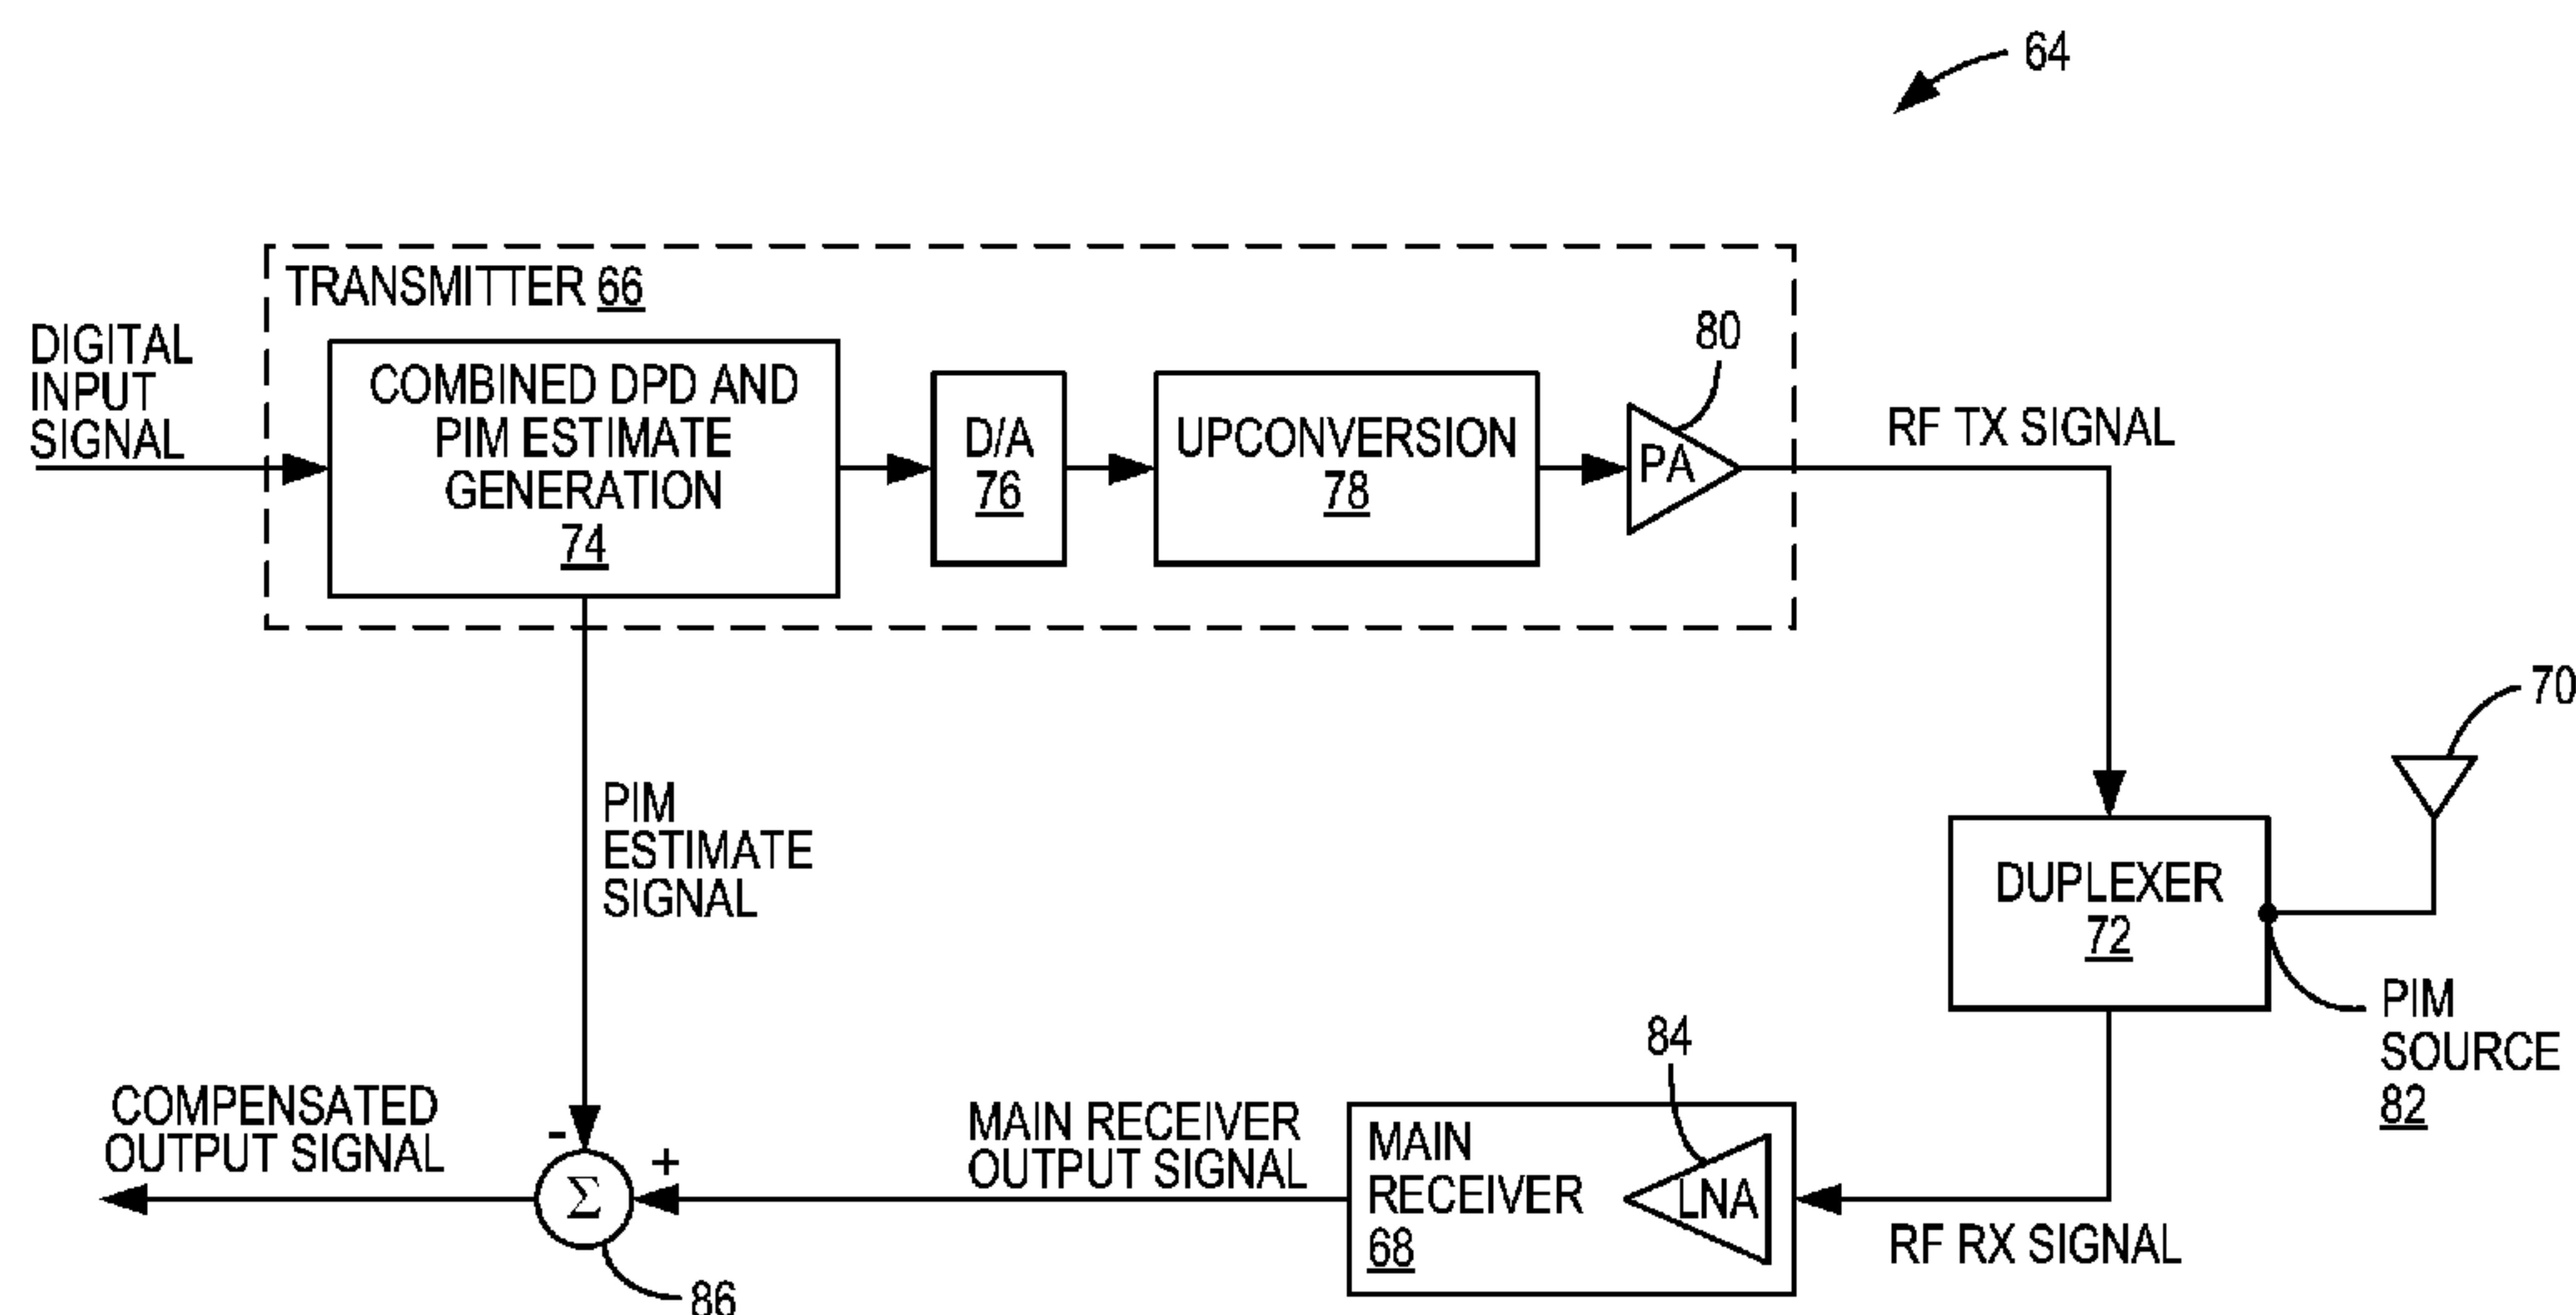 64
TRANSMITTER 66
DIGITAL
INPUT
SIGNAL
COMBINED DPD AND
PIM ESTIMATE
GENERATION
74
D/A
76
UPCONVERSION
78
80
PA
RF TX SIGNAL
70
DUPLEXER
72
PIM
SOURCE
82
PIM
ESTIMATE
SIGNAL
COMPENSATED
OUTPUT SIGNAL
-
+
Σ
86
MAIN RECEIVER
OUTPUT SIGNAL
MAIN
RECEIVER
68
84
LNA
RF RX SIGNAL